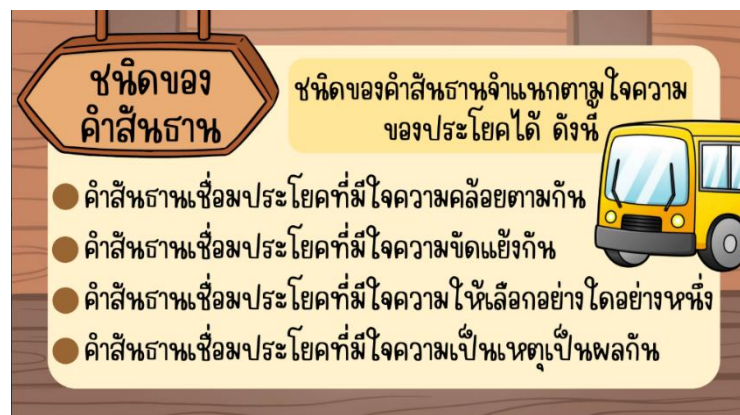 ชนิดของ
คำสันธาน
ชนิดของคำสันธานจำแนกตามใจความ
ของประโยคได้ ดังนี้
คำสันธานเชื่อมประโยคที่มีใจความคล้อยตามกัน
คำสันธานเชื่อมประโยคที่มีใจความขัดแย้งกัน
คำสันธานเชื่อมประโยคที่มีใจความให้เลือกอย่างใดอย่างหนึ่ง
คำสันธานเชื่อมประโยคที่มีใจความเป็นเหตุเป็นผลกัน